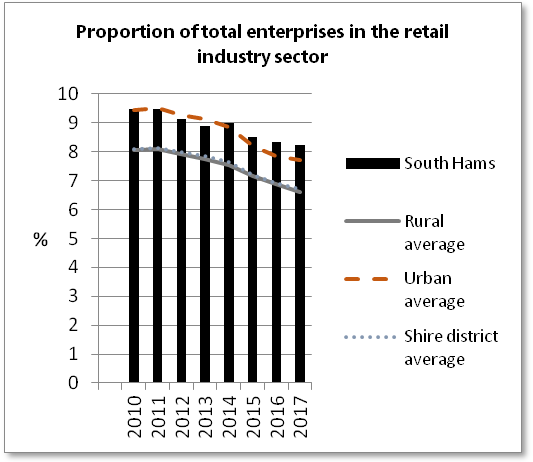 Proportion of total enterprises in the retail
industry sector
10
9
8
7
6
5
4
3
2
1
0
%
2010
2011
2012
2013
2014
2015
2016
2017
South Hams
Rural
average
Urban
average
Shire district
average